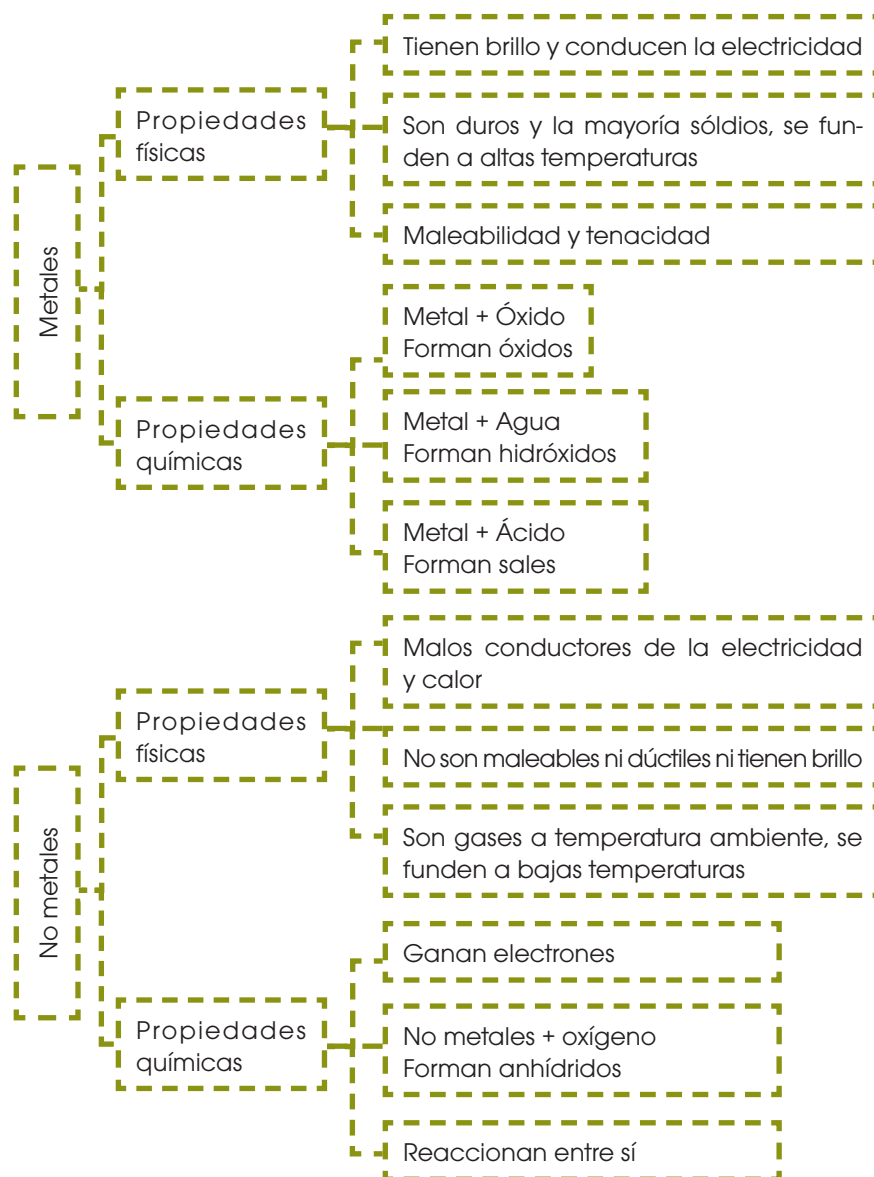 Metales
Propiedades
físicas
Tienen brillo y conducen la electricidad
Son duros y la mayoría sóldios, se fun-
den a altas temperaturas
Maleabilidad y tenacidad
Propiedades
químicas
Metal + Óxido
Forman óxidos
Metal + Agua
Forman hidróxidos
Metal + Ácido
Forman sales
No metales
Propiedades
físicas
Malos conductores de la electricidad
y calor
No son maleables ni dúctiles ni tienen brillo
Son gases a temperatura ambiente, se
funden a bajas temperaturas
Propiedades
químicas
Ganan electrones
No metales + oxígeno
Forman anhídridos
Reaccionan entre sí